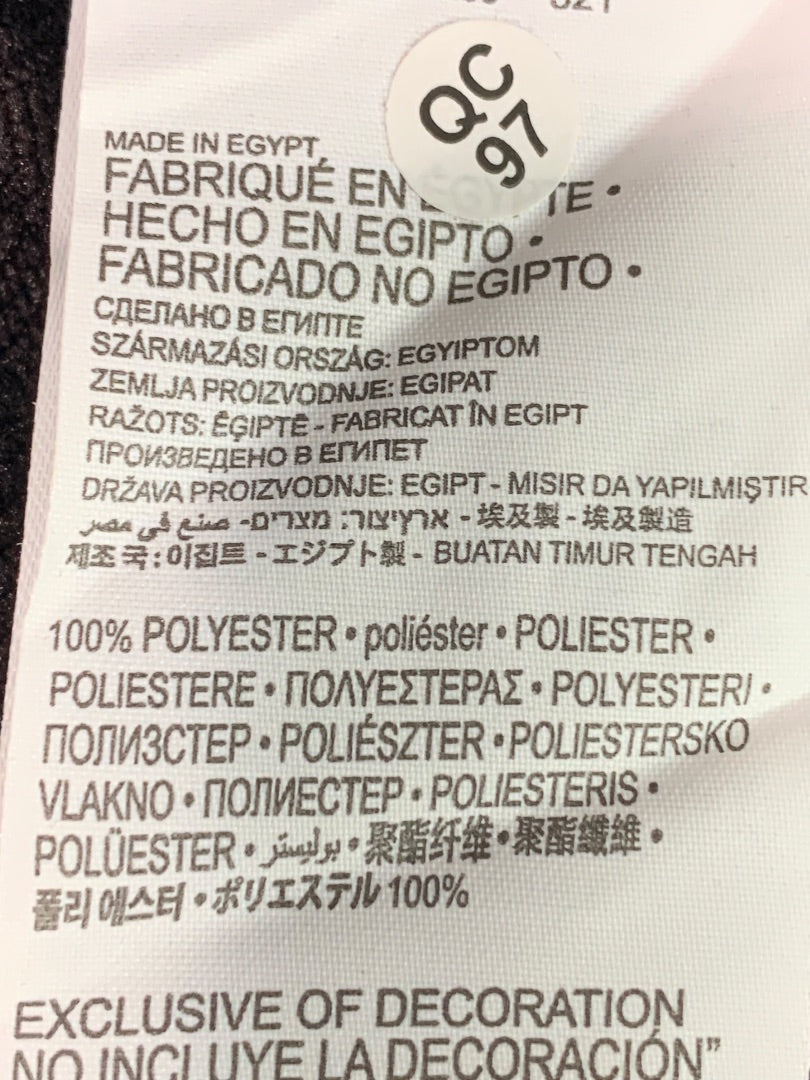 QC
97
MADE IN EGYPT
FABRIQUÉ EN ÉGYPTE •
HECHO EN EGIPTO •
FABRICADO NO EGIPTO •
СДЕЛАНО В ЕГИПТЕ
SZÁRMAZÁSI ORSZÁG: EGYIPTOM
ZEMLJA PROIZVODNJE: EGIPAT
RAŽOTS: ĒĢIPTĒ - FABRICAT ÎN EGIPT
ПРОИЗВЕДЕНО В ЕГИПЕТ
DRŽAVA PROIZVODNJE: EGIPT - MISIR DA YAPILMIŞTIR
صنع في مصر -ארץ ייצור: מצרים - 埃及製 - 埃及製造
제조국: 이집트 - エジプト製 - BUATAN TIMUR TENGAH
100% POLYESTER • poliéster • POLIESTER •
POLIESTERE • ΠΟΛΥΕΣΤΕΡΑΣ • POLYESTERI •
ПОЛИЗСТЕР • POLIÉSZTER • POLIESTERSKO
VLAKNO • ПОЛИЕСТЕР • POLIESTERIS •
POLÜESTER • بوليستر • 聚酯纤维 • 聚酯纖維 •
폴리 에스터 • ポリエステル 100%
EXCLUSIVE OF DECORATION
NO INCLUYE LA DECORACIÓN”